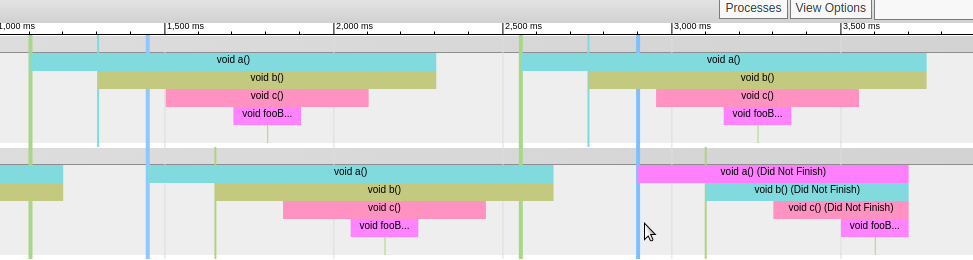 Processes View Options
1,000 ms 1,500 ms 2,000 ms 2,500 ms 3,000 ms 3,500 ms
void a() void a()
void b() void b()
void c() void c()
void fooB... void fooB...
void a() void a() (Did Not Finish)
void b() void b() (Did Not Finish)
void c() void c() (Did Not Finish)
void fooB... void fooB...